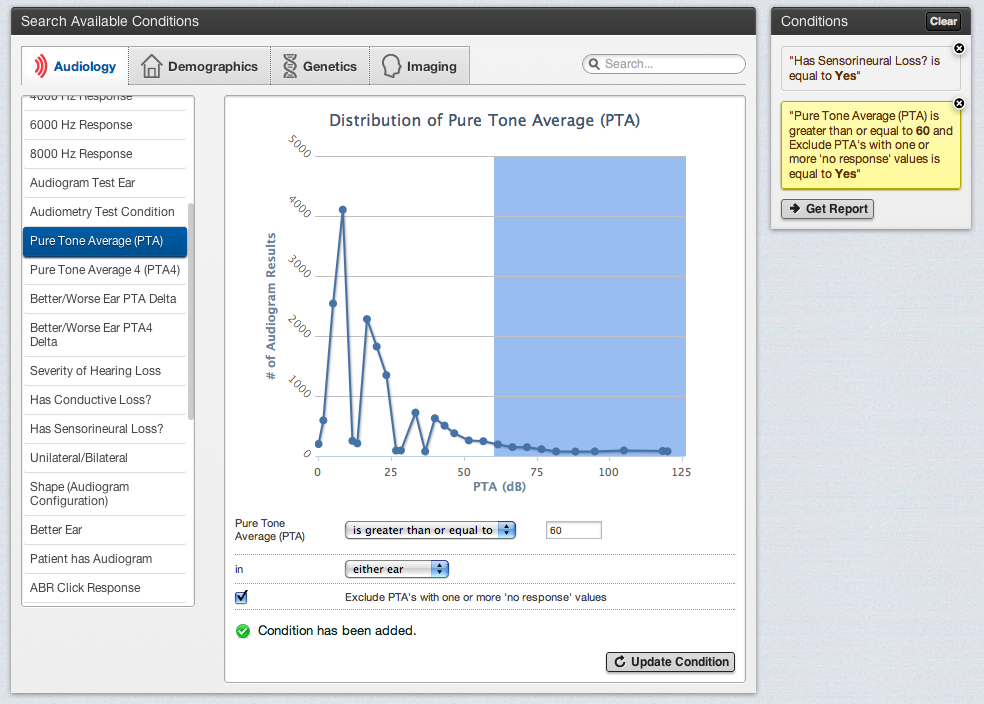 Search Available Conditions
Audiology
Demographics
Genetics
Imaging
Search...
4000 Hz Response
6000 Hz Response
8000 Hz Response
Audiogram Test Ear
Audiometry Test Condition
Pure Tone Average (PTA)
Pure Tone Average 4 (PTA4)
Better/Worse Ear PTA Delta
Better/Worse Ear PTA4
Delta
Severity of Hearing Loss
Has Conductive Loss?
Has Sensorineural Loss?
Unilateral/Bilateral
Shape (Audiogram
Configuration)
Better Ear
Patient has Audiogram
ABR Click Response
Distribution of Pure Tone Average (PTA)
# of Audiogram Results
5000
4000
3000
2000
1000
0
0 25 50 75 100 125
PTA (dB)
Pure Tone
Average (PTA)
is greater than or equal to
60
in
either ear
Exclude PTA's with one or more 'no response' values
Condition has been added.
Update Condition
Conditions
Clear
"Has Sensorineural Loss? is
equal to Yes"
"Pure Tone Average (PTA) is
greater than or equal to 60 and
Exclude PTA's with one or
more 'no response' values is
equal to Yes"
Get Report